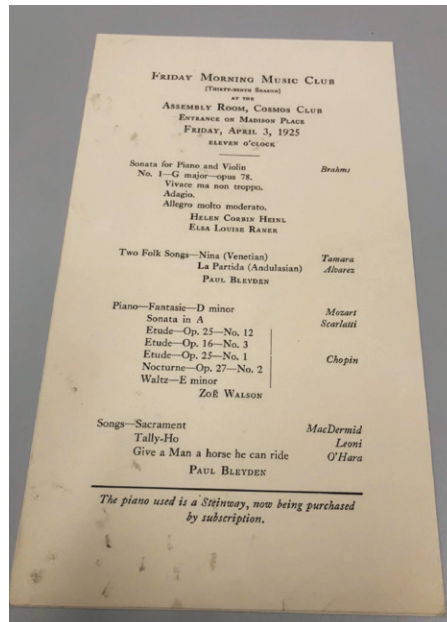 Friday Morning Music Club
(Thirty-ninth Season)
at the
Assembly Room, Cosmos Club
Entrance on Madison Place
Friday, April 3, 1925
eleven o'clock
Sonata for Piano and Violin Brahms
No. 1—G major—opus 78.
Vivace ma non troppo.
Adagio.
Allegro molto moderato.
Helen Corbin Heinl
Elsa Louise Raner
Two Folk Songs—Nina (Venetian) Tamara
La Partida (Andulasian) Alvarez
Paul Bleyden
Piano—Fantasie—D minor Mozart
Sonata in A Scarlatti
Etude—Op. 25—No. 12
Etude—Op. 16—No. 3
Etude—Op. 25—No. 1 Chopin
Nocturne—Op. 27—No. 2
Waltz—E minor
Zoë Walson
Songs—Sacrament MacDermid
Tally-Ho Leoni
Give a Man a horse he can ride O'Hara
Paul Bleyden
The piano used is a Steinway, now being purchased
by subscription.